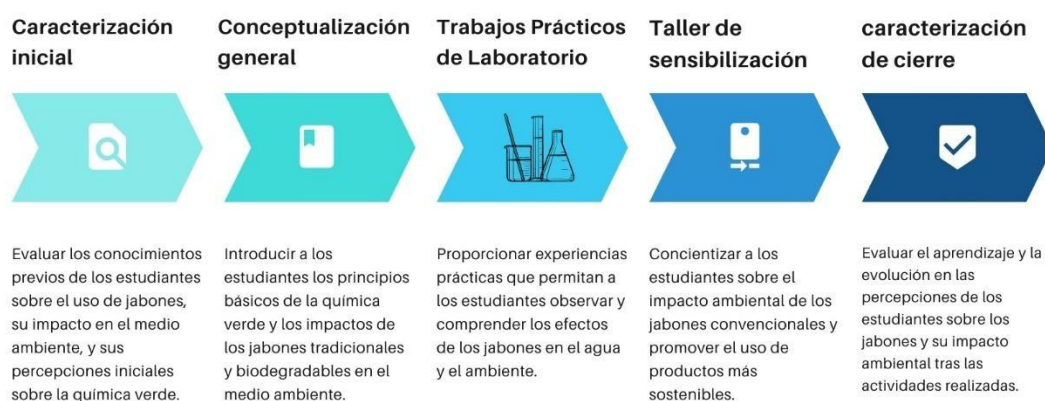 Caracterización
inicial
Evaluar los conocimientos
previos de los estudiantes
sobre el uso de jabones,
su impacto en el medio
ambiente, y sus
percepciones iniciales
sobre la química verde.
Conceptualización
general
Introducir a los
estudiantes los principios
básicos de la química
verde y los impactos de
los jabones tradicionales
y biodegradables en el
medio ambiente.
Trabajos Prácticos
de Laboratorio
Proporcionar experiencias
prácticas que permitan a
los estudiantes observar y
comprender los efectos
de los jabones en el agua
y el ambiente.
Taller de
sensibilización
Concientizar a los
estudiantes sobre el
impacto ambiental de los
jabones convencionales y
promover el uso de
productos más
sostenibles.
caracterización
de cierre
Evaluar el aprendizaje y la
evolución en las
percepciones de los
estudiantes sobre los
jabones y su impacto
ambiental tras las
actividades realizadas.